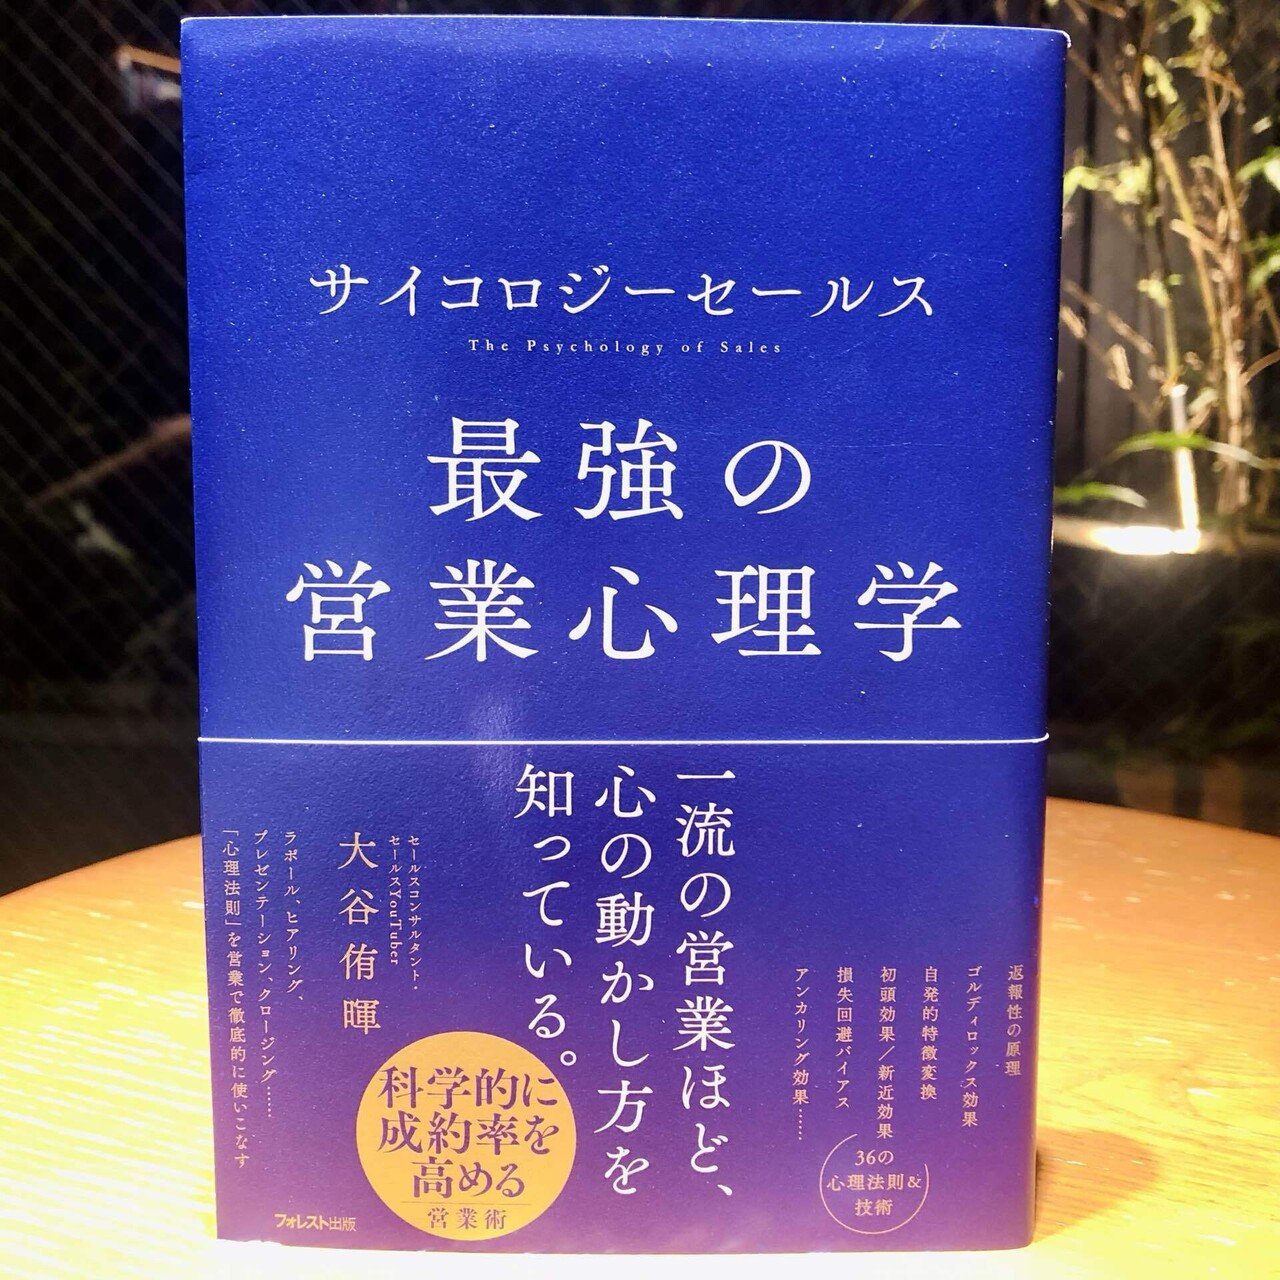 サイコロジーセールス
The Psychology of Sales
最強の
営業心理学
一流の営業ほど、
心の動かし方を
知っている。
返報性の原理
ゴルディロックス効果
自発的特徴変換
初頭効果／新近効果
損失回避バイアス
アンカリング効果……
36の
心理法則&
技術
セールスコンサルタント・
セールスYouTuber
大谷侑暉
ラポール、ヒアリング、
プレゼンテーション、クロージング……
「心理法則」を営業で徹底的に使いこなす
科学的に
成約率を
高める
営業術
フォレスト出版